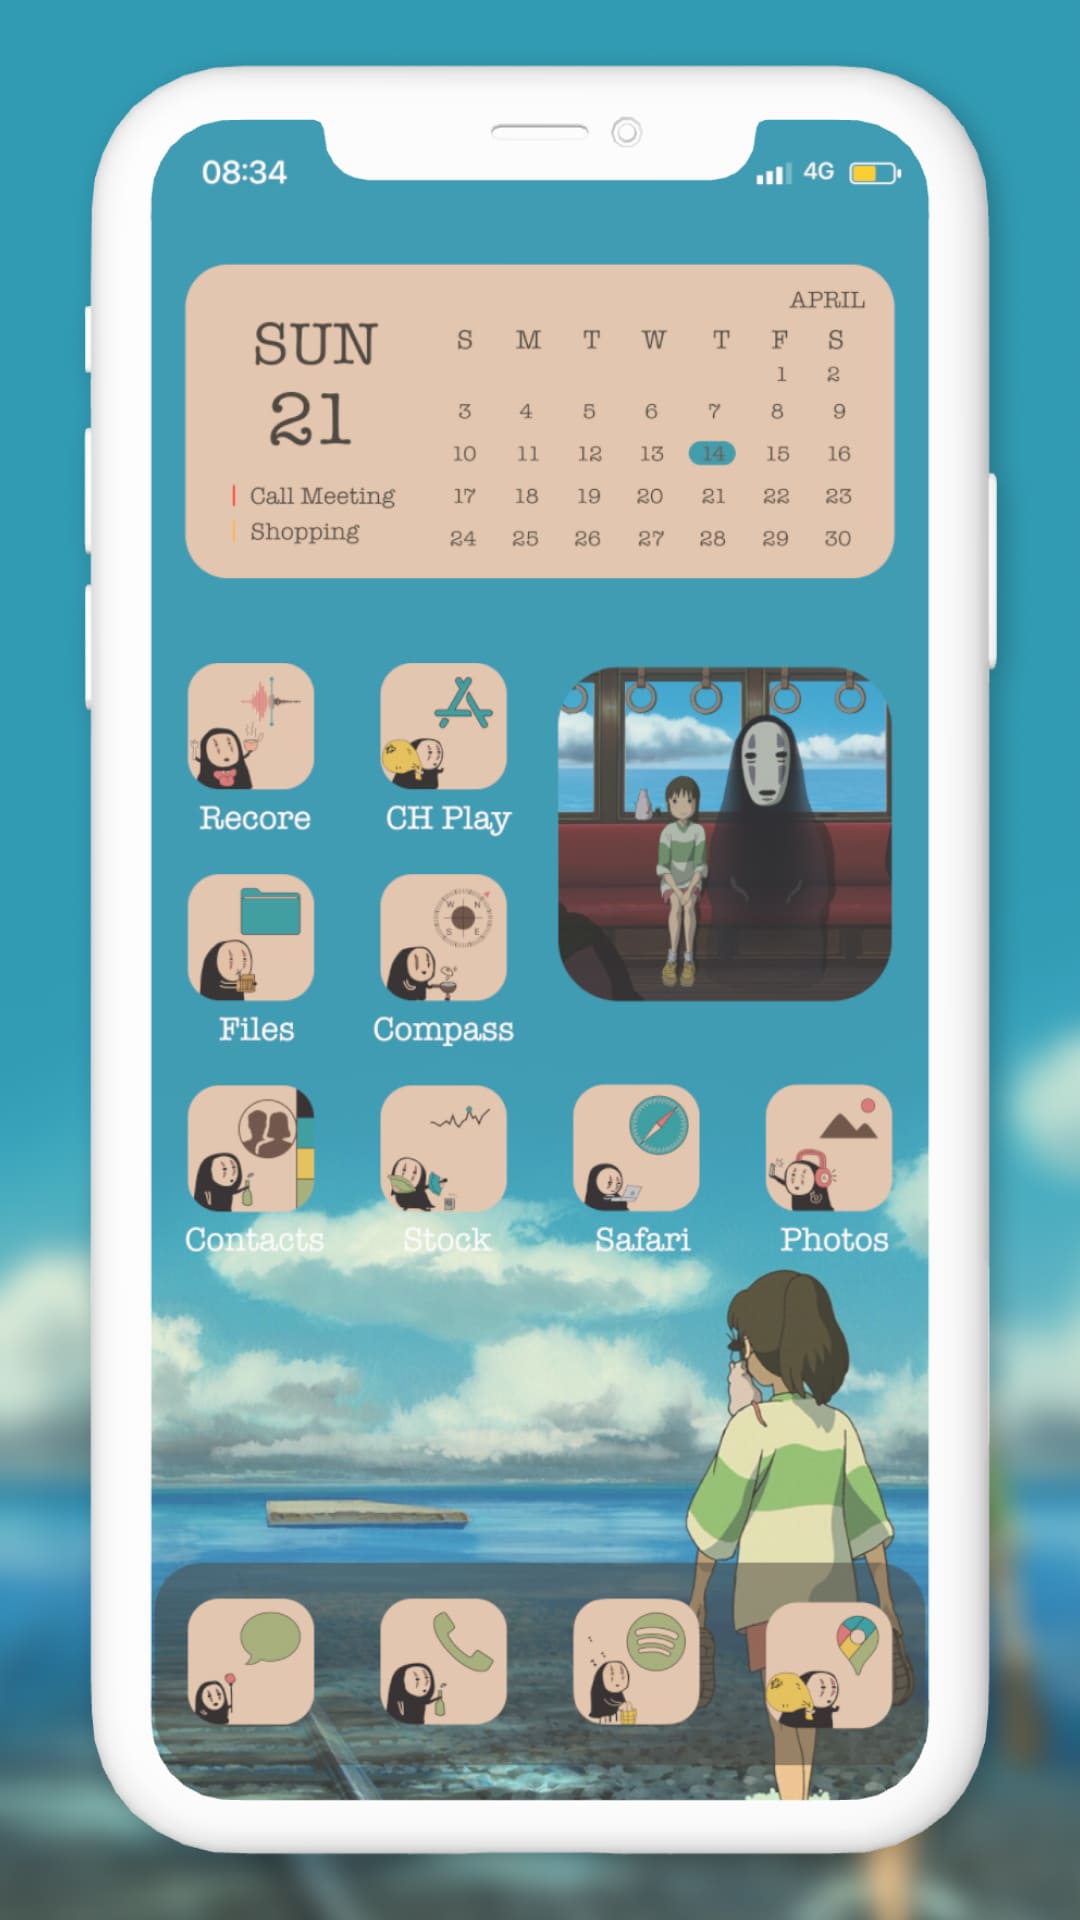 08:34
4G
SUN
21
Call Meeting
Shopping
APRIL
S M T W T F S
1 2
3 4 5 6 7 8 9
10 11 12 13 14 15 16
17 18 19 20 21 22 23
24 25 26 27 28 29 30
Recore
CH Play
W N
S E
Files
Compass
Contacts
Stock
Safari
Photos